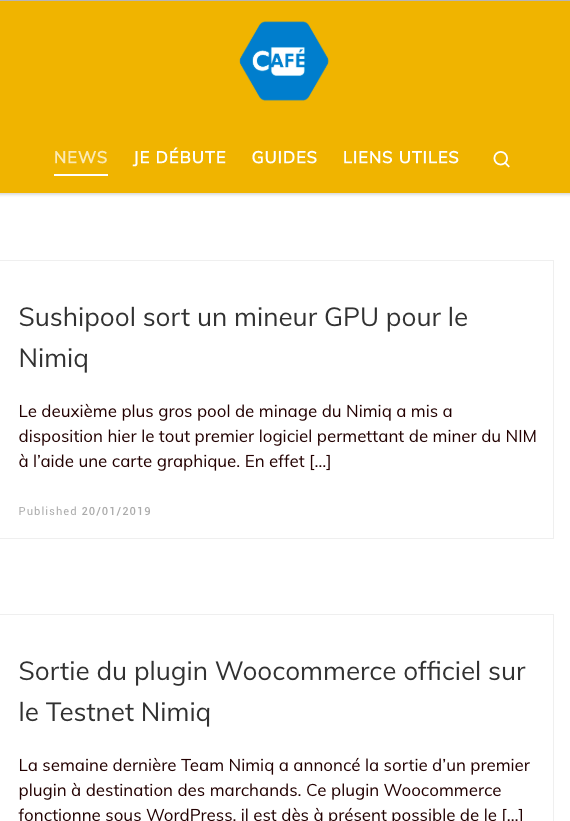 CAFÉ
NEWS JE DÉBUTE GUIDES LIENS UTILES
Sushipool sort un mineur GPU pour le
Nimiq
Le deuxième plus gros pool de minage du Nimiq a mis a
disposition hier le tout premier logiciel permettant de miner du NIM
à l’aide une carte graphique. En effet [...]
Published 20/01/2019
Sortie du plugin Woocommerce officiel sur
le Testnet Nimiq
La semaine dernière Team Nimiq a annoncé la sortie d’un premier
plugin à destination des marchands. Ce plugin Woocommerce
fonctionne sous WordPress, il est dès à présent possible de le [...]